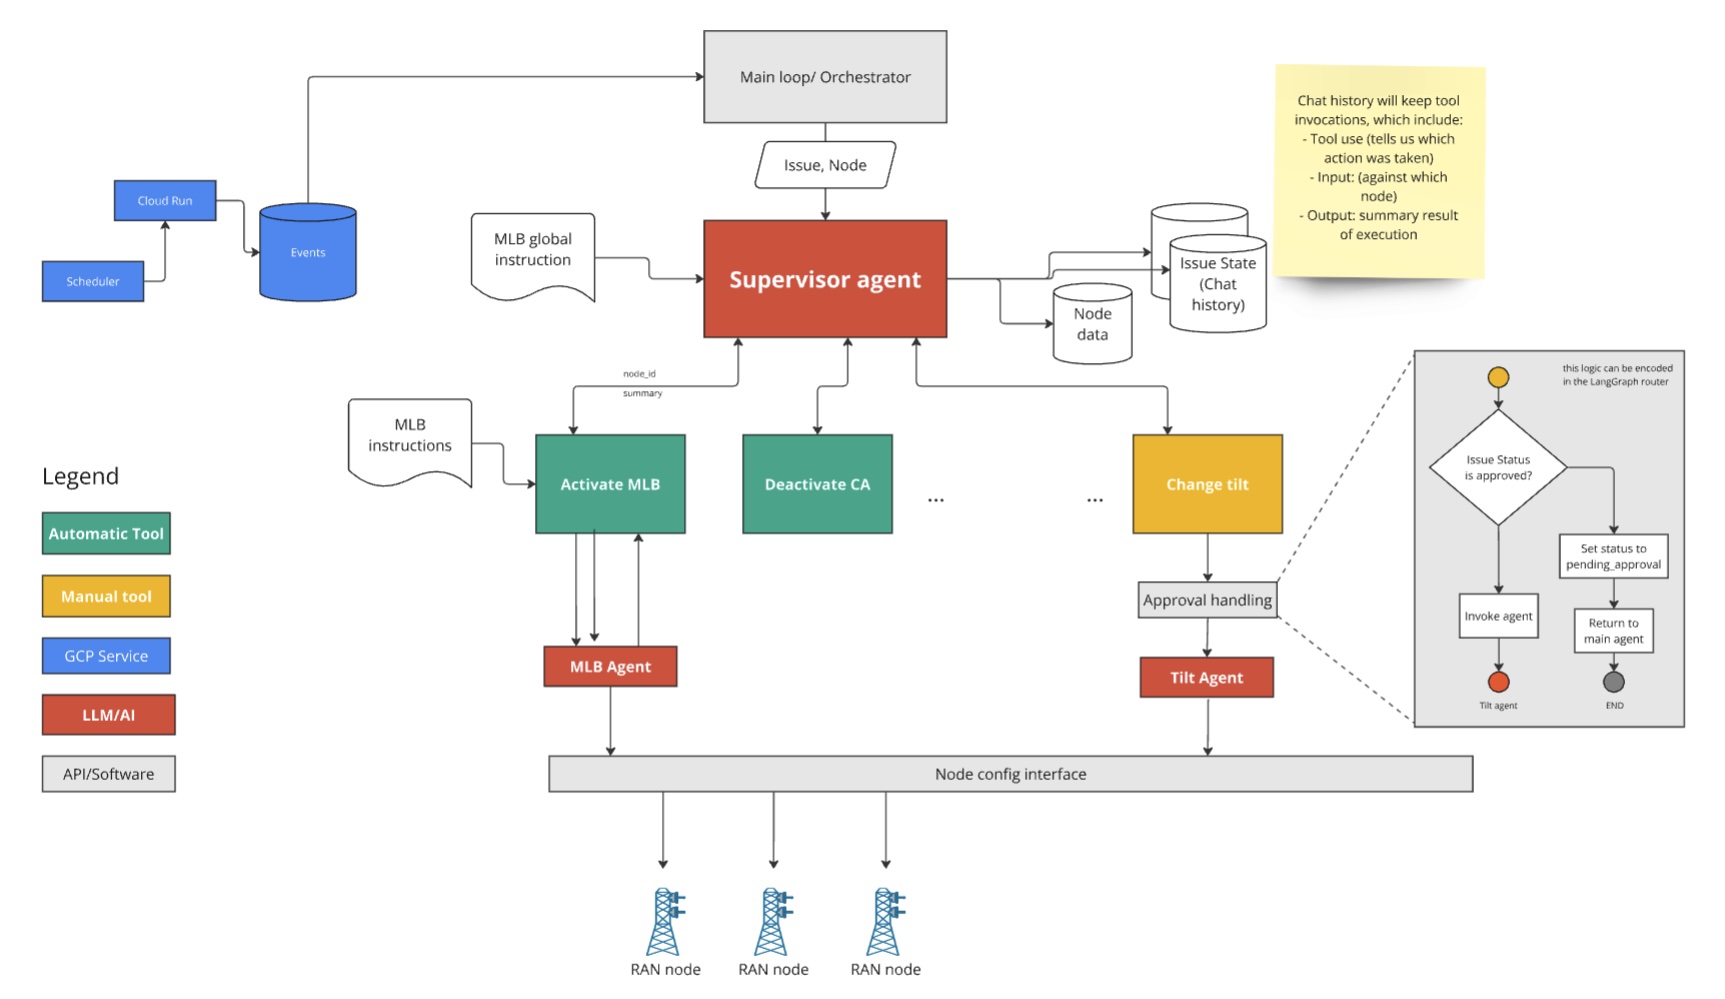 Main loop/ Orchestrator
Chat history will keep tool
invocations, which include:
- Tool use (tells us which
action was taken)
- Input: (against which
node)
- Output: summary result
of execution
Issue, Node
Cloud Run
Scheduler
Events
MLB global
instruction
Supervisor agent
Issue State
(Chat
history)
Node
data
node_id
summary
MLB
instructions
Activate MLB
Deactivate CA
...
...
Change tilt
Approval handling
MLB Agent
Tilt Agent
this logic can be encoded
in the LangGraph router
Issue Status
is approved?
Set status to
pending_approval
Invoke agent
Return to
main agent
Tilt agent
END
Legend
Automatic Tool
Manual tool
GCP Service
LLM/AI
API/Software
Node config interface
RAN node
RAN node
RAN node